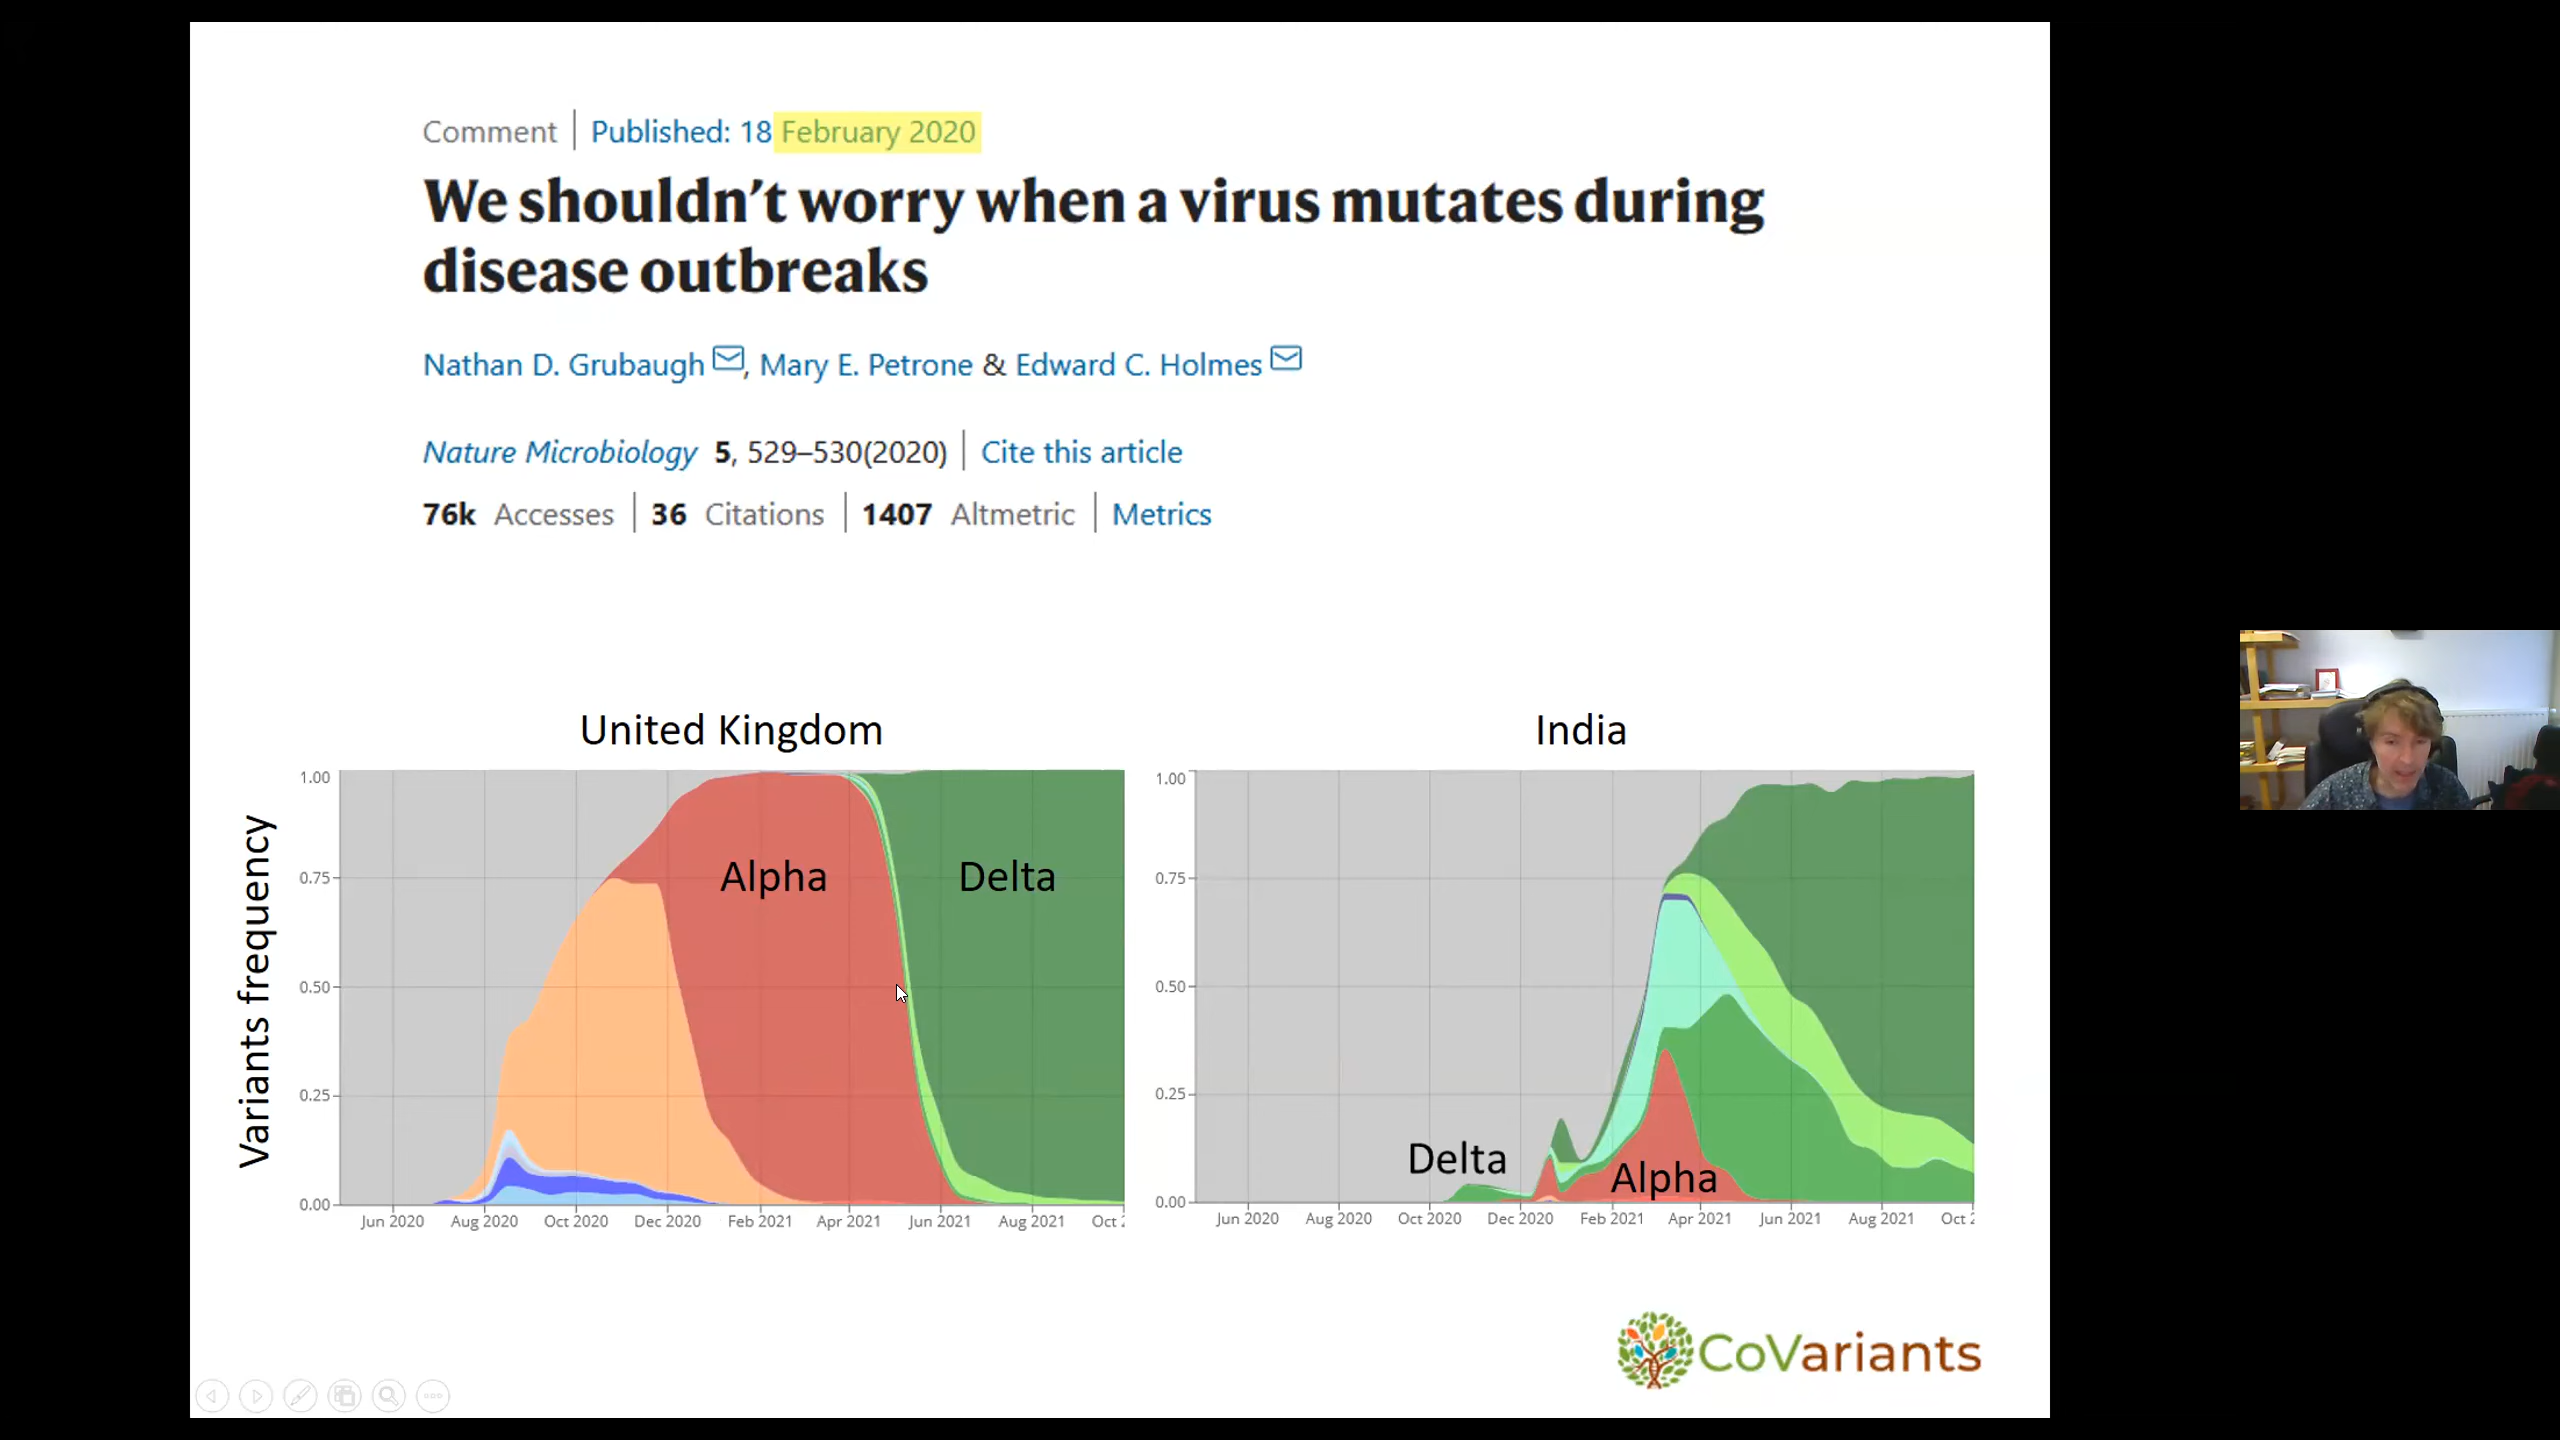 Comment | Published: 18 February 2020
We shouldn't worry when a virus mutates during
disease outbreaks
Nathan D. Grubaugh, Mary E. Petrone & Edward C. Holmes
Nature Microbiology 5, 529–530(2020) | Cite this article
76k Accesses | 36 Citations | 1407 Altmetric | Metrics
United Kingdom
Variants frequency
1.00
0.75
0.50
0.25
0.00
Alpha
Delta
Jun 2020 Aug 2020 Oct 2020 Dec 2020 Feb 2021 Apr 2021 Jun 2021 Aug 2021 Oct 2
India
1.00
0.75
0.50
0.25
0.00
Delta
Alpha
Jun 2020 Aug 2020 Oct 2020 Dec 2020 Feb 2021 Apr 2021 Jun 2021 Aug 2021 Oct 2
CoVariants